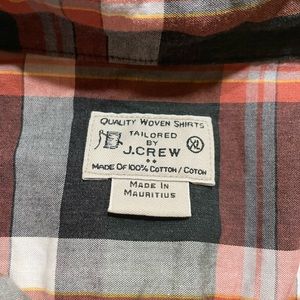 QUALITY WOVEN SHIRTS
TAILORED
BY
XL
J.CREW
MADE OF 100% COTTON / COTON
MADE IN
MAURITIUS